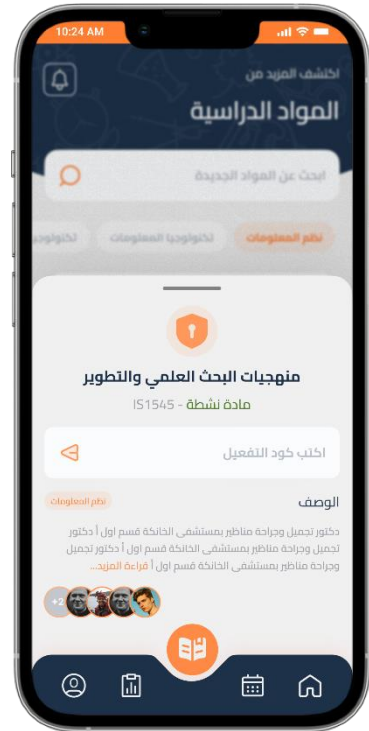 10:24 AM
اكتشف المزيد من
المواد الدراسية
ابحث عن المواد الجديدة
نظم المعلومات
تكنولوجيا المعلومات
تكنولوجي
منهجيات البحث العلمي والتطوير
مادة نشطة - IS1545
اكتب كود التفعيل
الوصف
نظم المعلومات
دكتور تجميل وجراحة مناظير بمستشفى الخانكة قسم اول أ دكتور
تجميل وجراحة مناظير بمستشفى الخانكة قسم اول أ دكتور تجميل
وجراحة مناظير بمستشفى الخانكة قسم اول أ قراءة المزيد...
+2